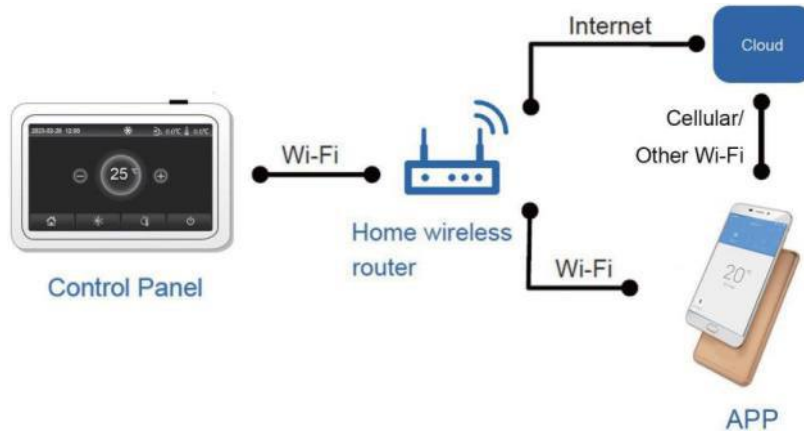 Internet
Cloud
Cellular/
Other Wi-Fi
Wi-Fi
25 ℃
Home wireless
router
Wi-Fi
20°
Control Panel
APP